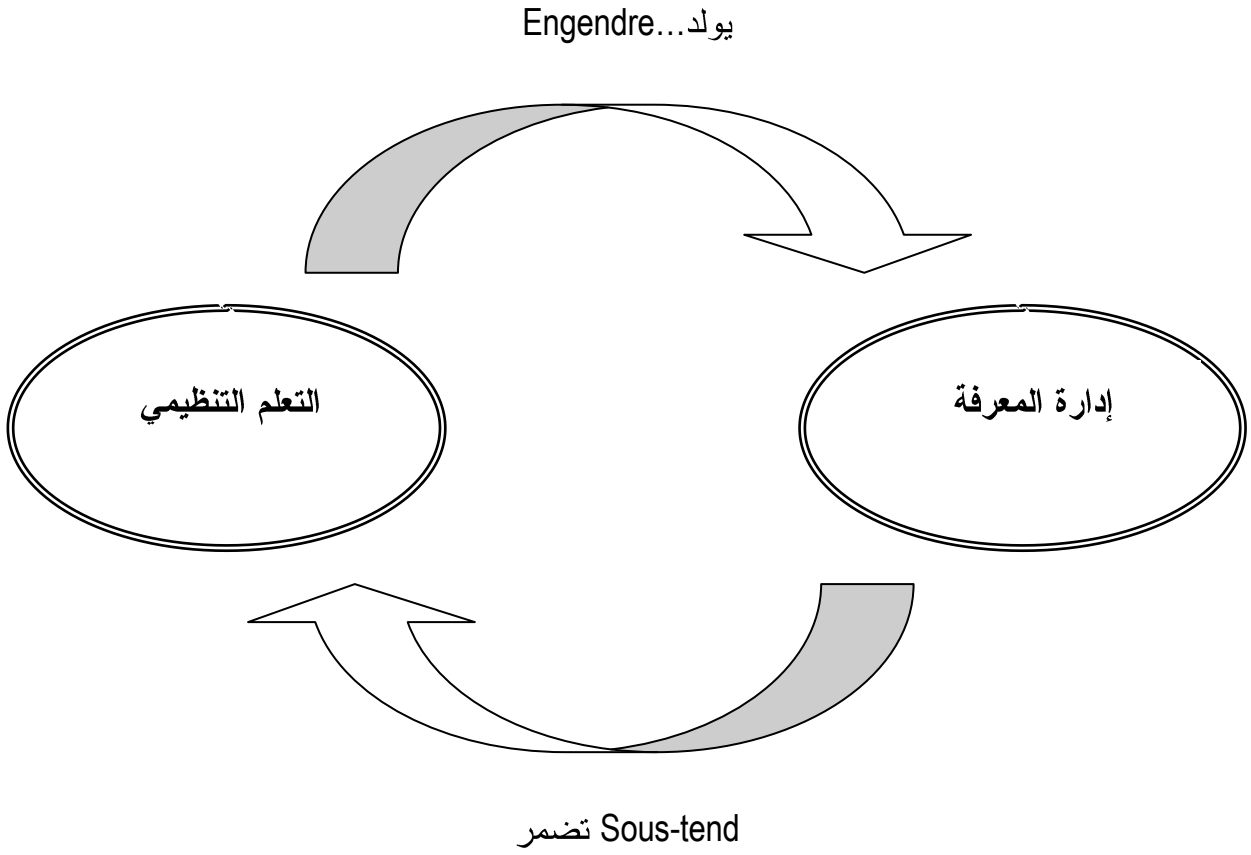 يولد...Engendre
إدارة المعرفة
التعلم التنظيمي
Sous-tend تضمر